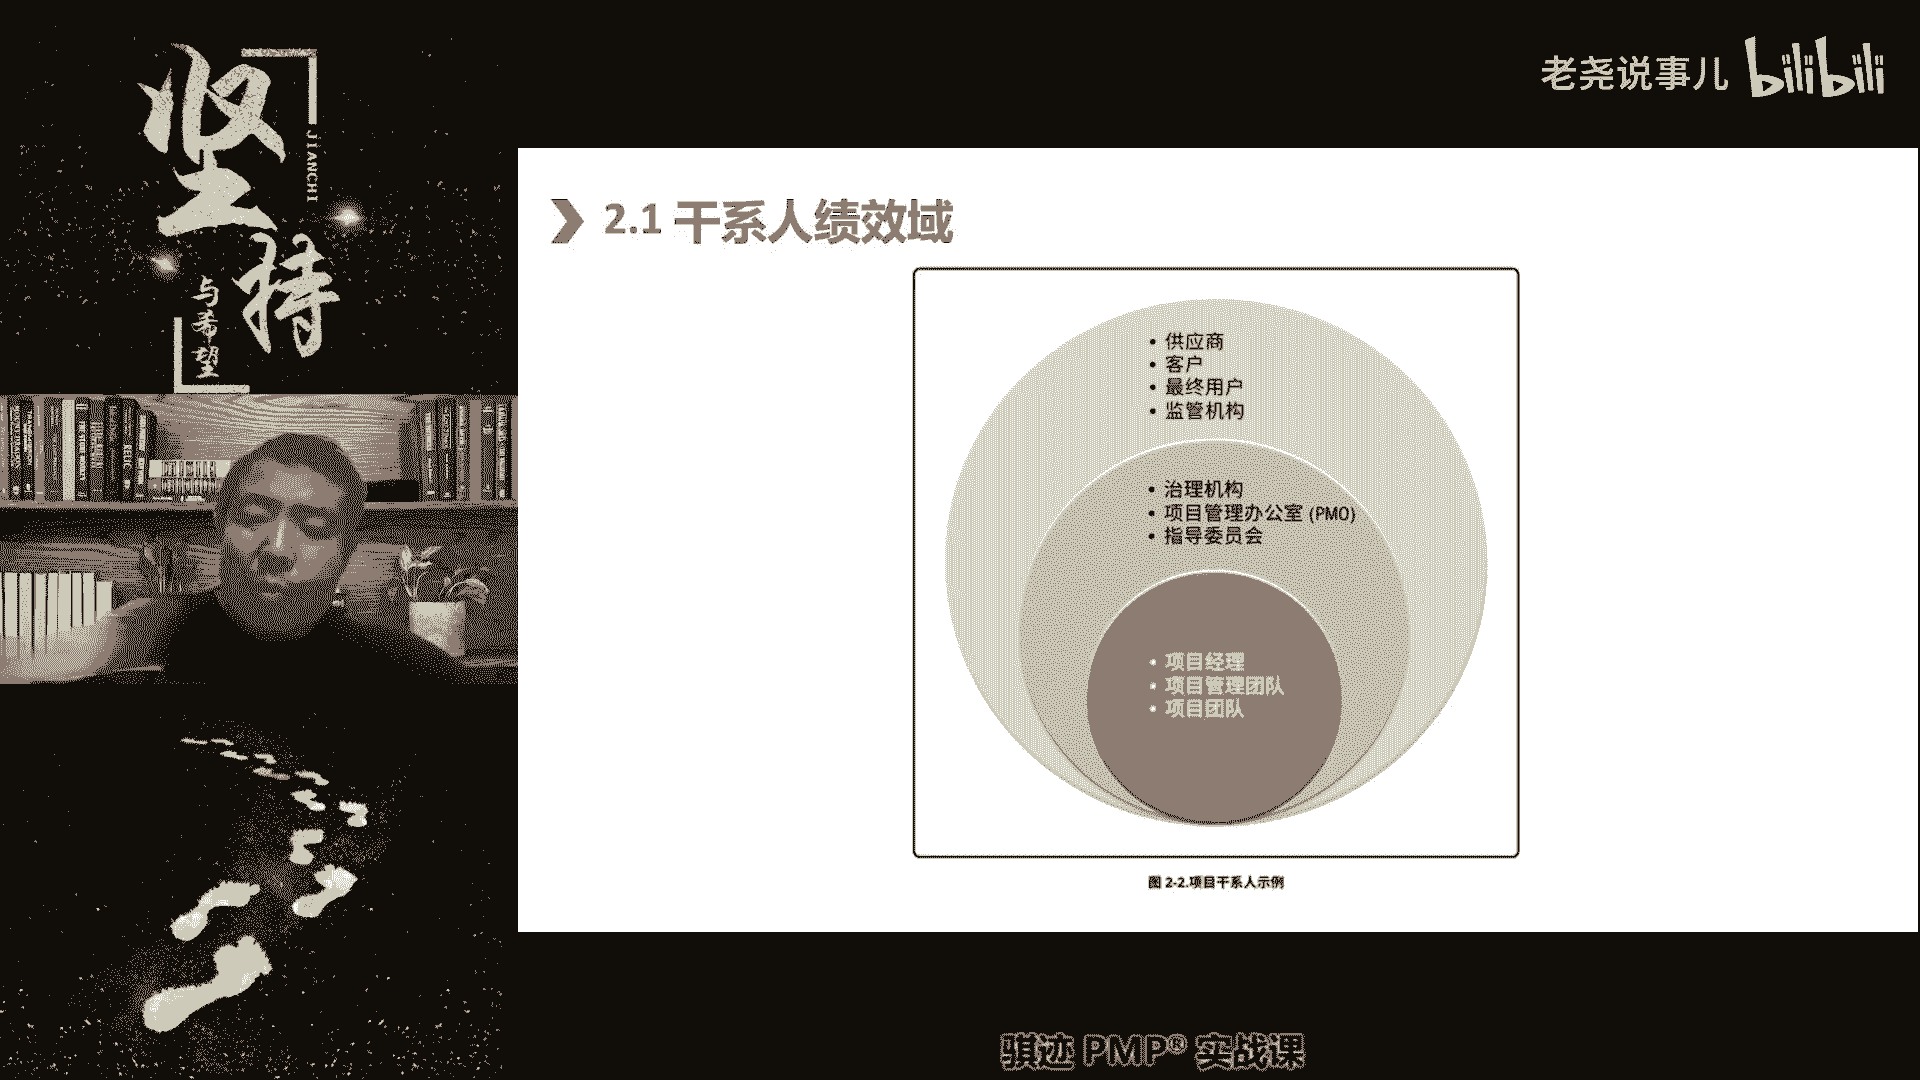 坚持
JIANCHI
与希望
老尧说事儿 bilibili
2.1 干系人绩效域
• 供应商
• 客户
• 最终用户
• 监管机构
• 治理机构
• 项目管理办公室 (PMO)
• 指导委员会
• 项目经理
• 项目管理团队
• 项目团队
图 2-2.项目干系人示例
骐迹 PMP® 实战课